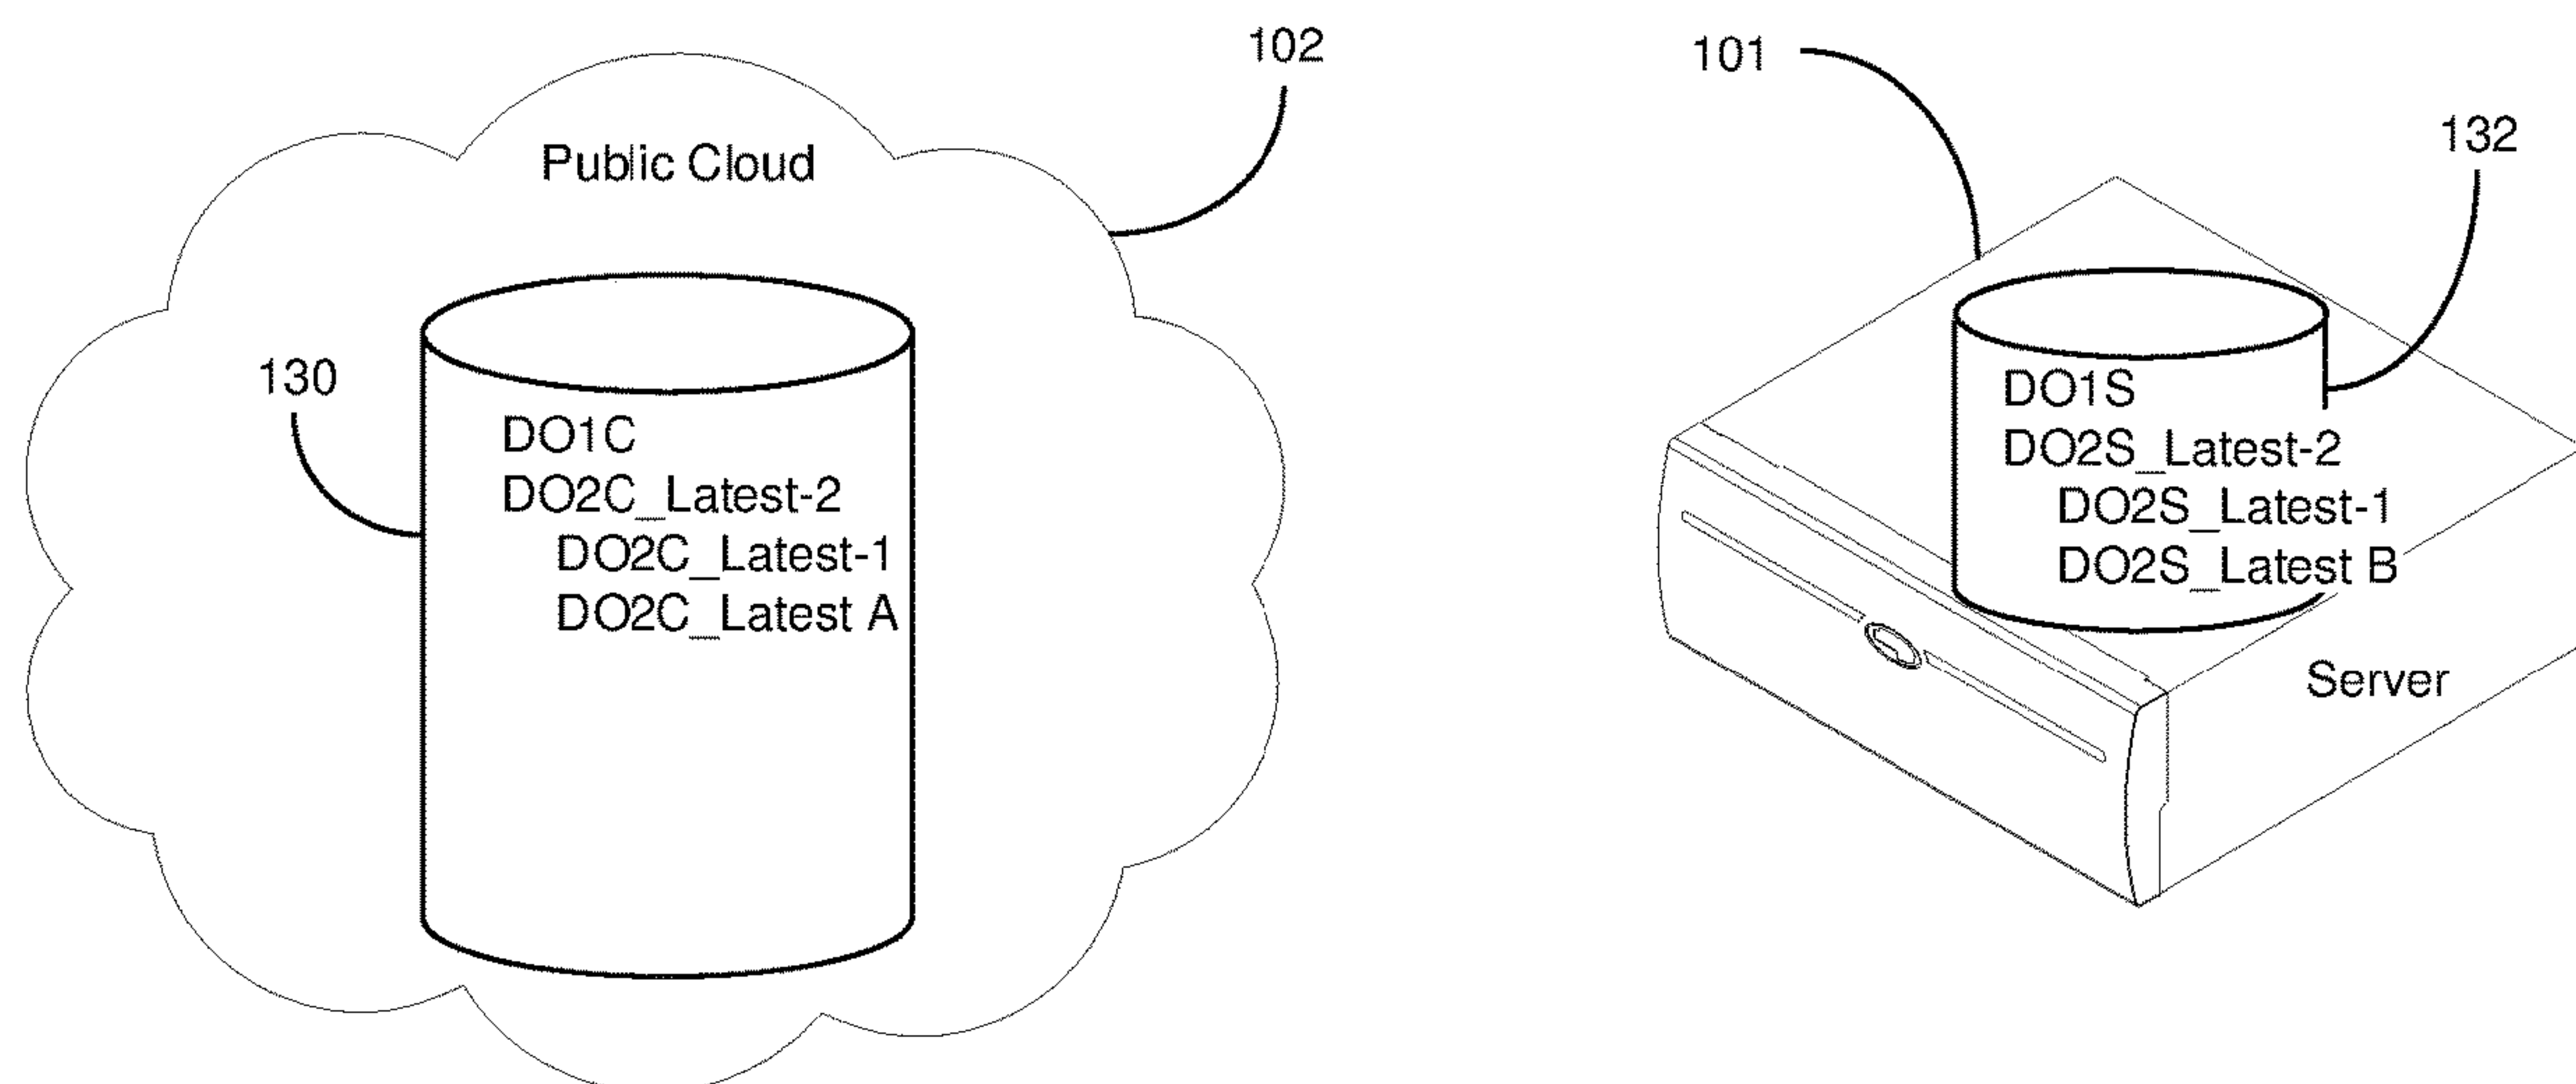 102
Public Cloud
130
DO1C
DO2C_Latest-2
DO2C_Latest-1
DO2C_Latest A
101
132
DO1S
DO2S_Latest-2
DO2S_Latest-1
DO2S_Latest B
Server